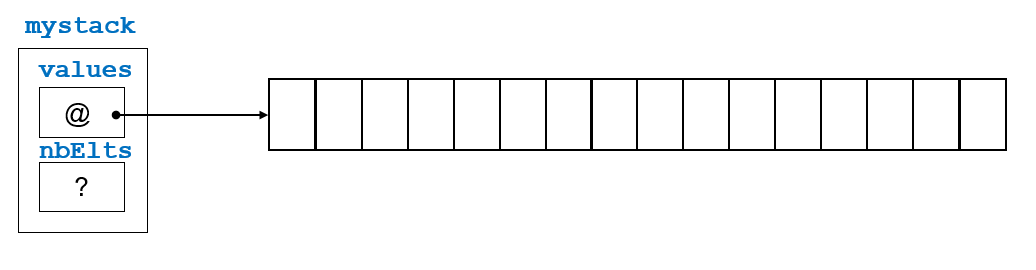 mystack
values
@
nbElts
?